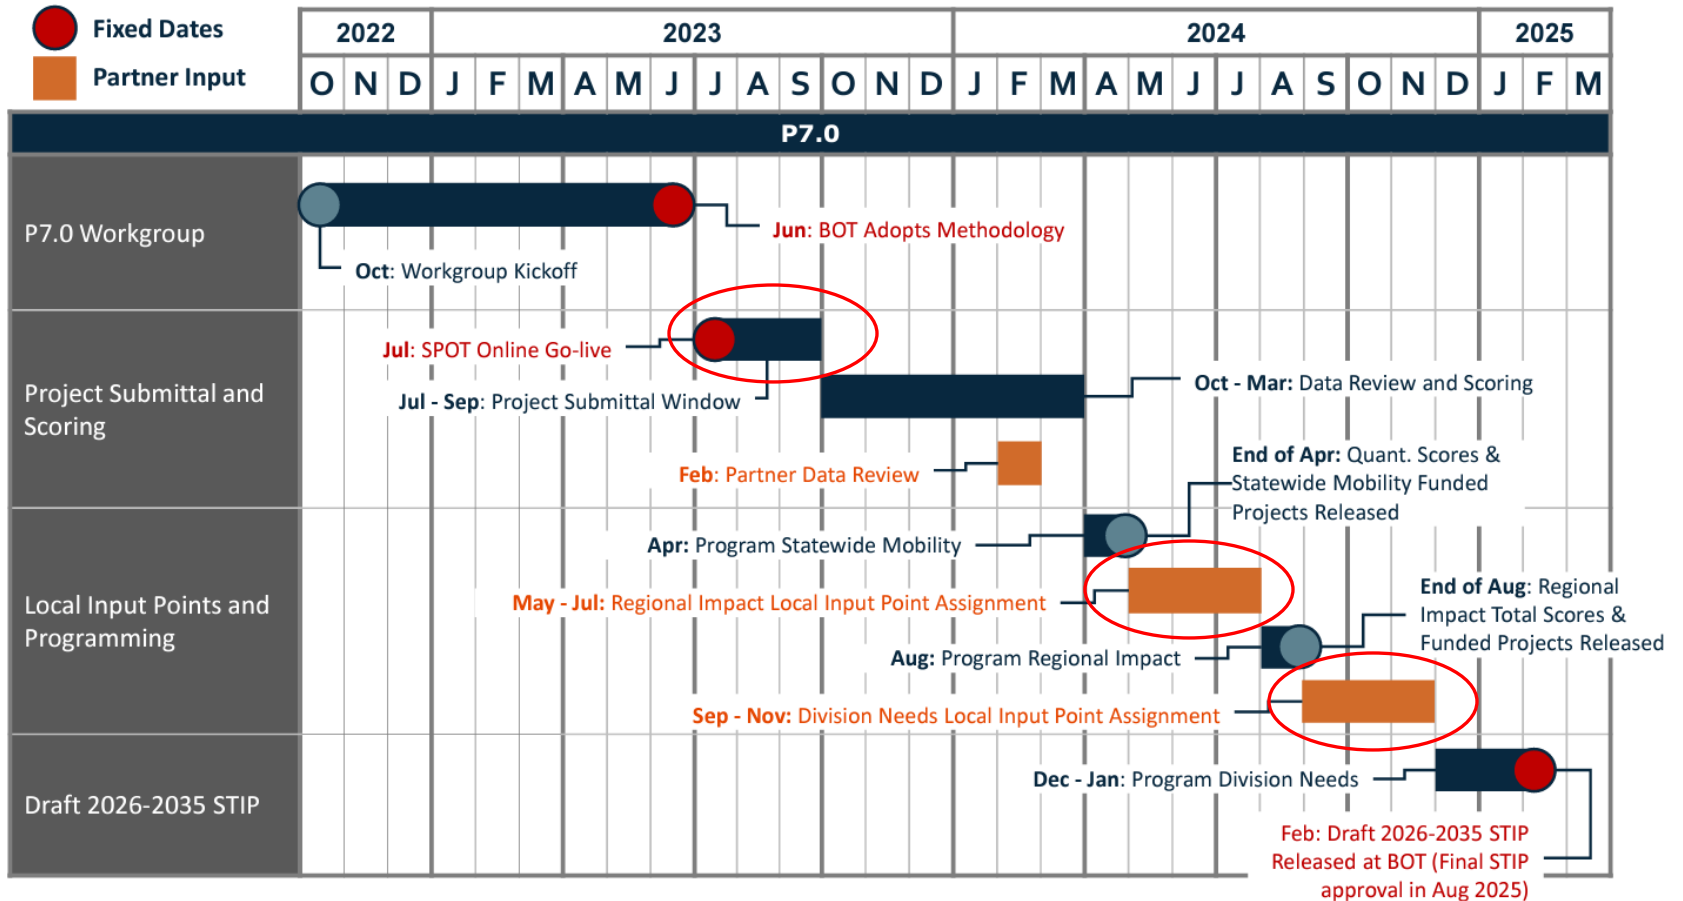 Fixed Dates
Partner Input
2022 2023 2024 2025
O N D J F M A M J J A S O N D J F M A M J J A S O N D J F M
P7.0
P7.0 Workgroup
Jun: BOT Adopts Methodology
Oct: Workgroup Kickoff
Project Submittal and
Scoring
Jul: SPOT Online Go-live
Jul - Sep: Project Submittal Window
Oct - Mar: Data Review and Scoring
Feb: Partner Data Review
End of Apr: Quant. Scores &
Statewide Mobility Funded
Projects Released
Local Input Points and
Programming
Apr: Program Statewide Mobility
May - Jul: Regional Impact Local Input Point Assignment
End of Aug: Regional
Impact Total Scores &
Funded Projects Released
Aug: Program Regional Impact
Sep - Nov: Division Needs Local Input Point Assignment
Draft 2026-2035 STIP
Dec - Jan: Program Division Needs
Feb: Draft 2026-2035 STIP
Released at BOT (Final STIP
approval in Aug 2025)